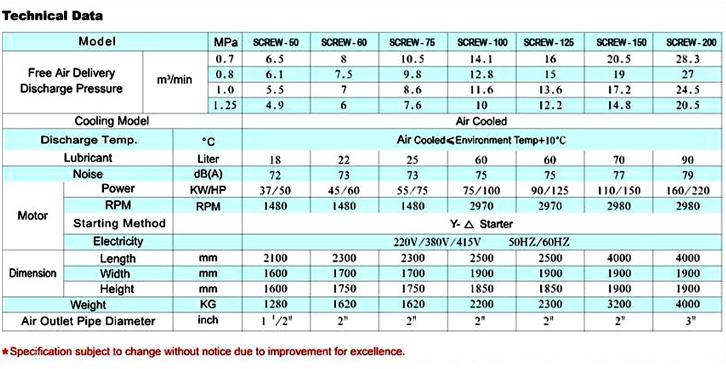 Technical Data
Model MPa SCREW-50 SCREW-60 SCREW-75 SCREW-100 SCREW-125 SCREW-150 SCREW-200
Free Air Delivery Discharge Pressure m³/min 0.7 6.5 8 10.5 14.1 16 20.5 28.3
0.8 6.1 7.5 9.8 12.8 15 19 27
1.0 5.5 7 8.6 11.6 13.6 17.2 24.5
1.25 4.9 6 7.6 10 12.2 14.8 20.5
Cooling Model Air Cooled
Discharge Temp. °C Air Cooled≤Environment Temp+10°C
Lubricant Liter 18 22 25 60 60 70 90
Noise dB(A) 72 73 73 75 75 77 79
Motor Power KW/HP 37/50 45/60 55/75 75/100 90/125 110/150 160/220
RPM RPM 1480 1480 1480 2970 2970 2980 2980
Starting Method Y-△ Starter
Electricity 220V/380V/415V 50HZ/60HZ
Dimension Length mm 2100 2300 2300 2500 2500 4000 4000
Width mm 1600 1700 1700 1900 1900 1900 1900
Height mm 1600 1750 1750 1850 1850 1900 1900
Weight KG 1280 1620 1620 2200 2300 3200 4000
Air Outlet Pipe Diameter inch 1 1/2" 2" 2" 2" 2" 2" 3"
*Specification subject to change without notice due to improvement for excellence.